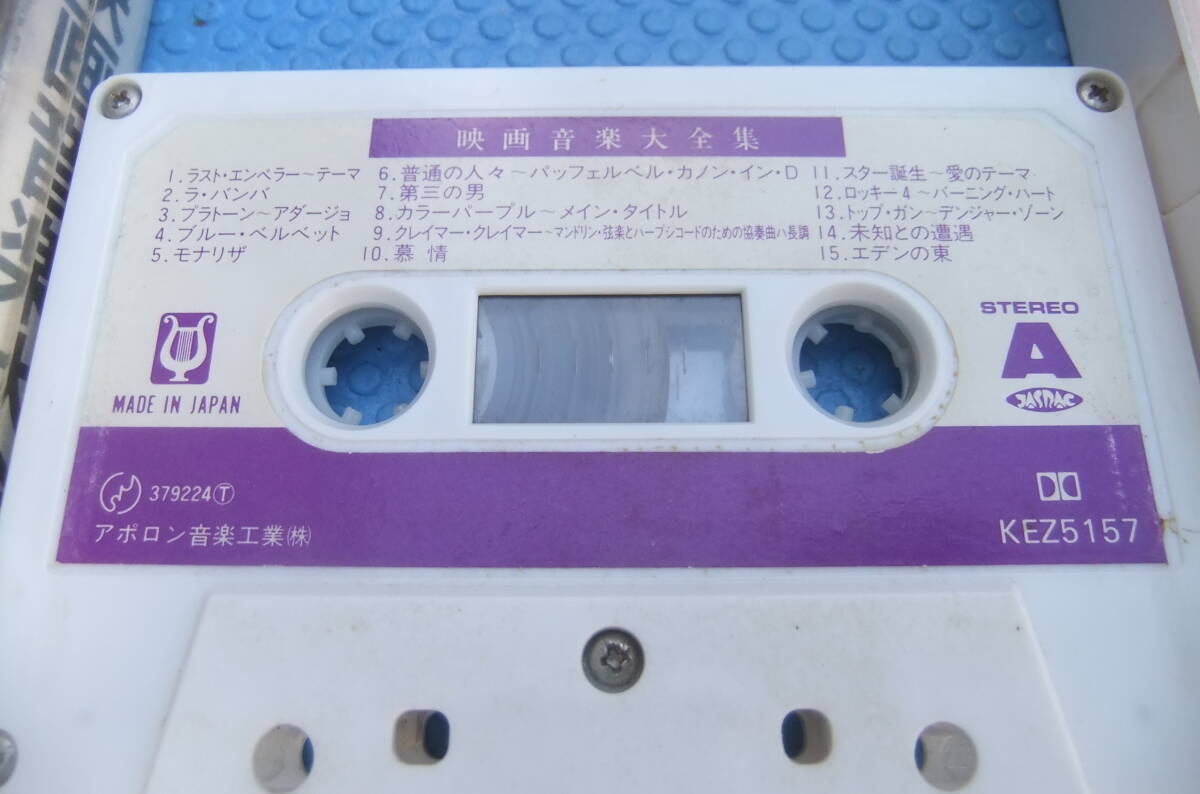 映画音楽大全集
1. ラスト・エンペラー〜テーマ
2. ラ・バンバ
3. プラトーン〜アダージョ
4. ブルー・ベルベット
5. モナリザ
6. 普通の人々〜パッフェルベル・カノン・イン・D
7. 第三の男
8. カラーパープル〜メイン・タイトル
9. クレイマー・クレイマー〜マンドリン・弦楽とハープシコードのための協奏曲ハ長調
10. 慕情
11. スター誕生〜愛のテーマ
12. ロッキー4〜バーニング・ハート
13. トップ・ガン〜デンジャー・ゾーン
14. 未知との遭遇
15. エデンの東
MADE IN JAPAN
STEREO
A
JASRAC
379224Ⓣ
アポロン音楽工業㈱
KEZ5157